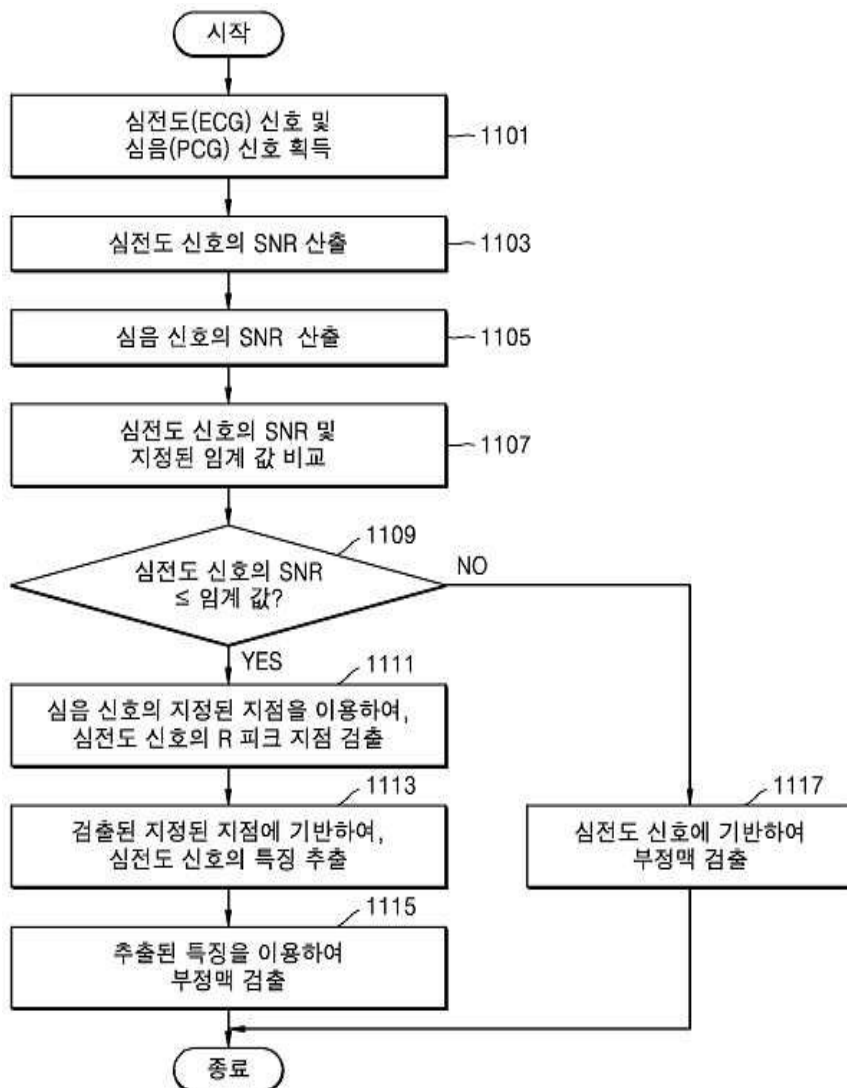 시작
심전도(ECG) 신호 및
심음(PCG) 신호 획득
1101
심전도 신호의 SNR 산출
1103
심음 신호의 SNR 산출
1105
심전도 신호의 SNR 및
지정된 임계 값 비교
1107
1109
심전도 신호의 SNR
≤ 임계 값?
NO
YES
1111
심음 신호의 지정된 지점을 이용하여,
심전도 신호의 R 피크 지점 검출
1113
검출된 지정된 지점에 기반하여,
심전도 신호의 특징 추출
1117
심전도 신호에 기반하여
부정맥 검출
1115
추출된 특징을 이용하여
부정맥 검출
종료